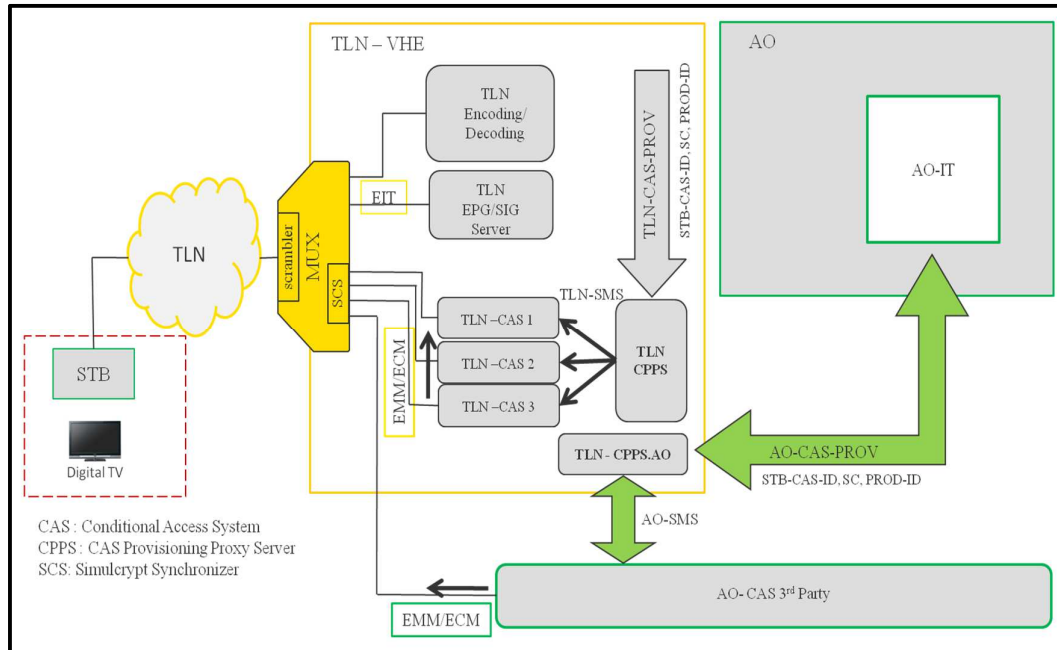 TLN – VHE
AO
TLN
Encoding/
Decoding
TLN-CAS-PROV
STB-CAS-ID, SC, PROD-ID
AO-IT
EIT
TLN
EPG/SIG
Server
TLN
scrambler
MUX
SCS
TLN-SMS
TLN –CAS 1
TLN –CAS 2
TLN –CAS 3
TLN
CPPS
EMM/ECM
STB
Digital TV
TLN- CPPS.AO
AO-CAS-PROV
STB-CAS-ID, SC, PROD-ID
AO-SMS
CAS : Conditional Access System
CPPS : CAS Provisioning Proxy Server
SCS: Simulcrypt Synchronizer
AO- CAS 3rd Party
EMM/ECM